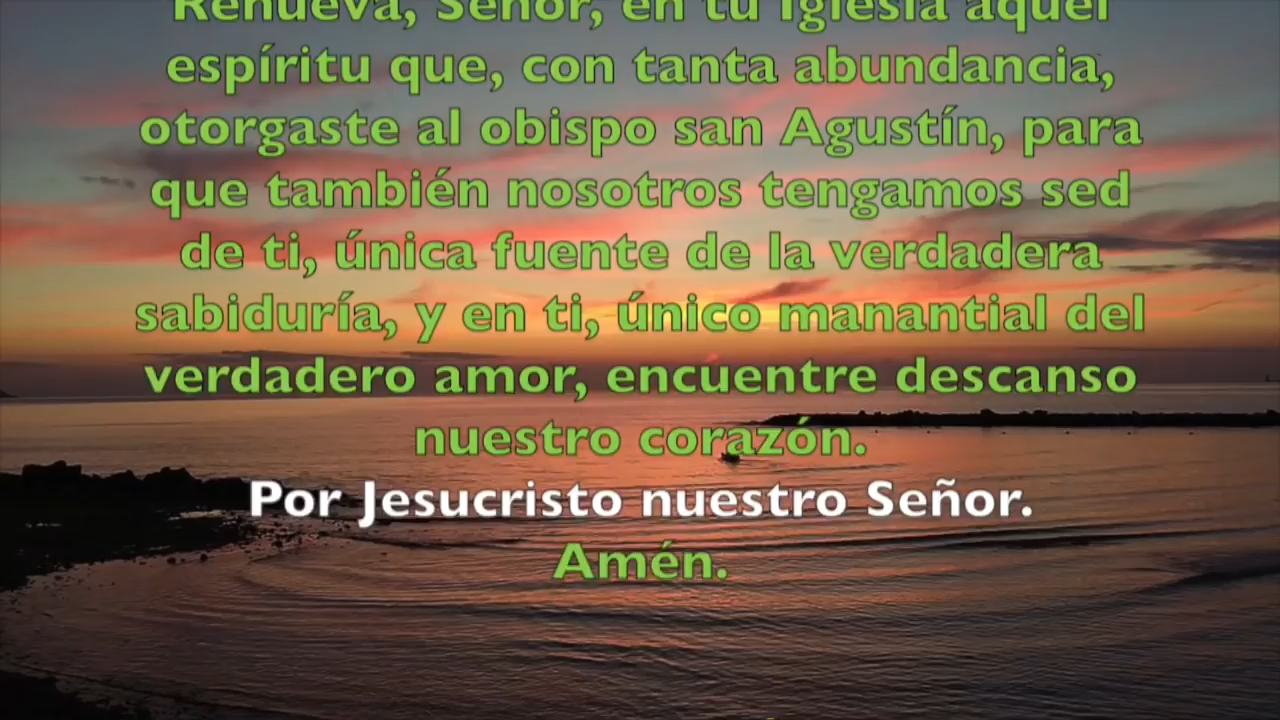 Renueva, Señor, en tu Iglesia aquel
espíritu que, con tanta abundancia,
otorgaste al obispo san Agustín, para
que también nosotros tengamos sed
de ti, única fuente de la verdadera
sabiduría, y en ti, único manantial del
verdadero amor, encuentre descanso
nuestro corazón.
Por Jesucristo nuestro Señor.
Amén.